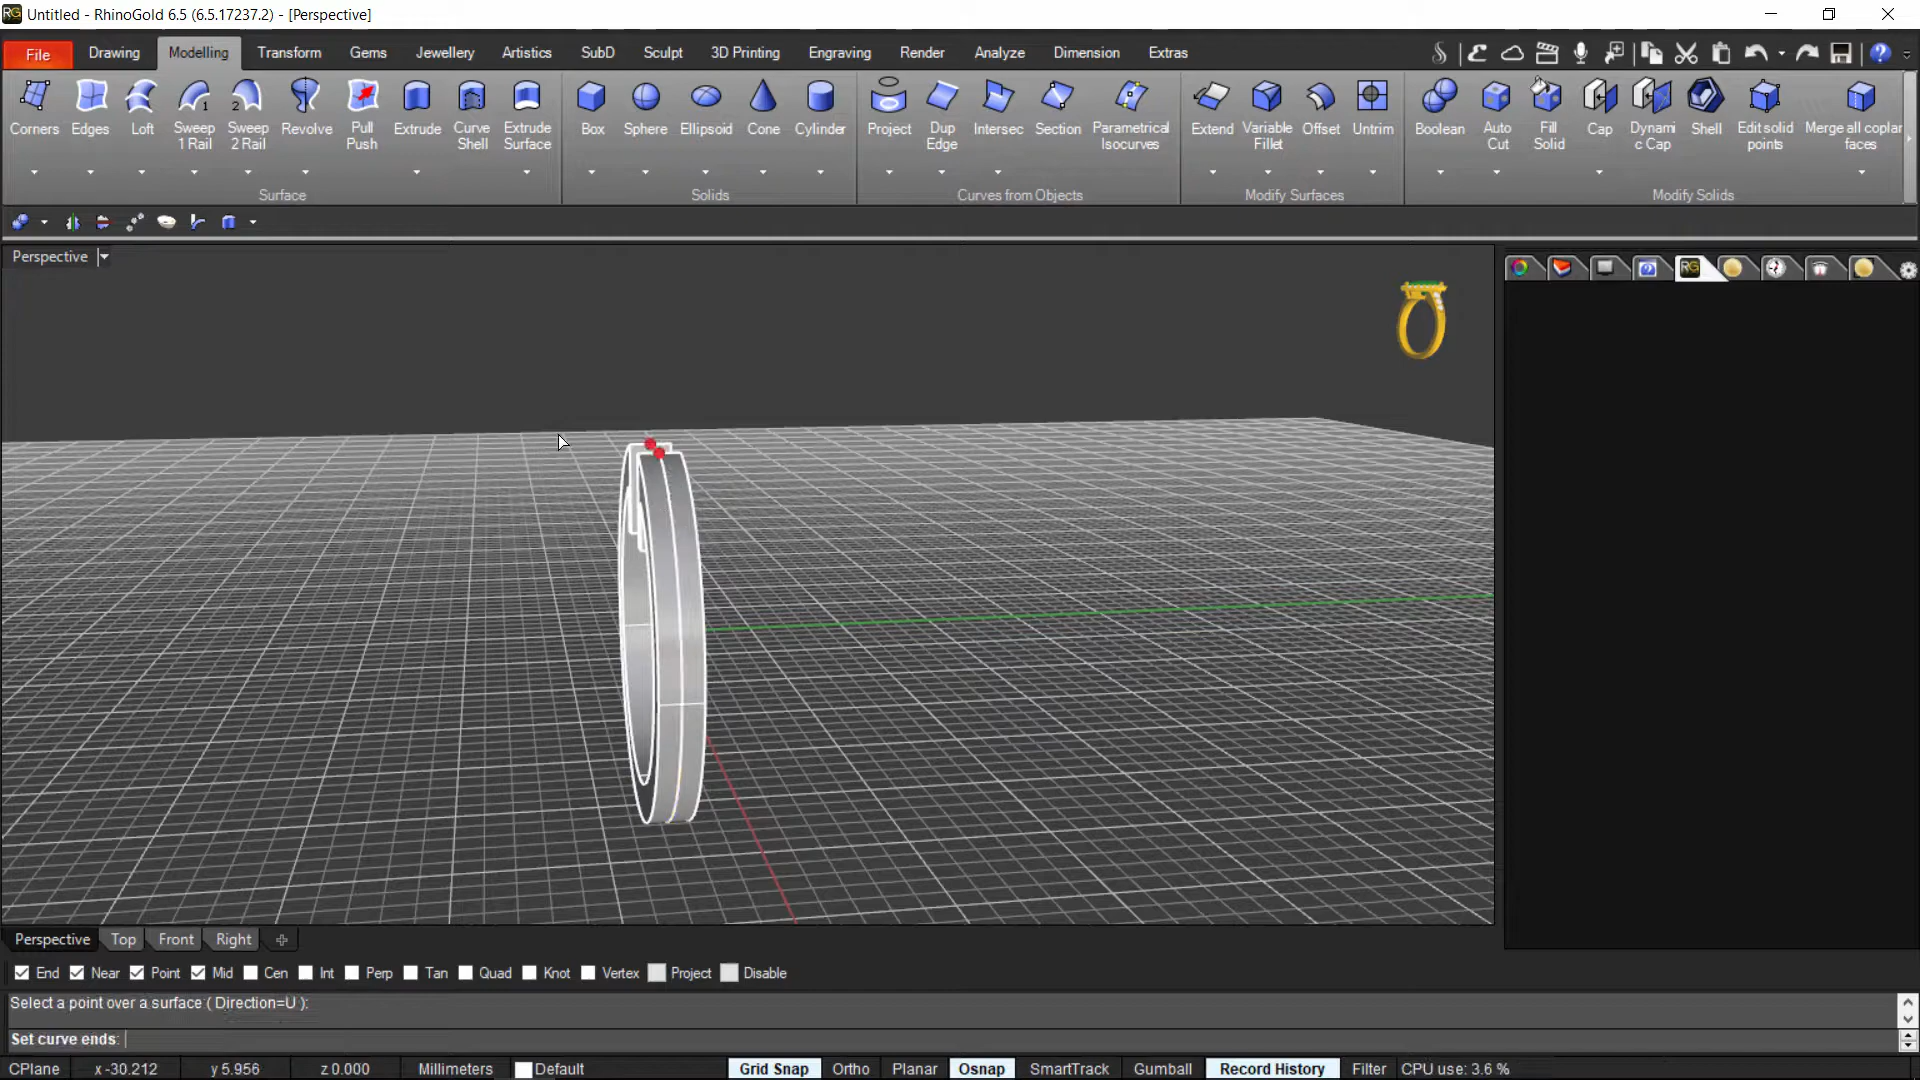 Untitled - RhinoGold 6.5 (6.5.17237.2) - [Perspective]
File Drawing Modelling Transform Gems Jewellery Artistics SubD Sculpt 3D Printing Engraving Render Analyze Dimension Extras
Corners Edges Loft Sweep 1 Rail Sweep 2 Rail Revolve Pull Push Extrude Curve Shell Extrude Surface Box Sphere Ellipsoid Cone Cylinder Project Dup Edge Intersec Section Parametrical Isocurves Extend Variable Fillet Offset Untrim Boolean Auto Cut Fill Solid Cap Dynami c Cap Shell Edit solid points Merge all coplar faces
Surface Solids Curves from Objects Modify Surfaces Modify Solids
Perspective
Perspective Top Front Right
End Near Point Mid Cen Int Perp Tan Quad Knot Vertex Project Disable
Select a point over a surface ( Direction=U ):
Set curve ends:
CPlane x -30.212 y 5.956 z 0.000 Millimeters Default Grid Snap Ortho Planar Osnap SmartTrack Gumball Record History Filter CPU use: 3.6 %